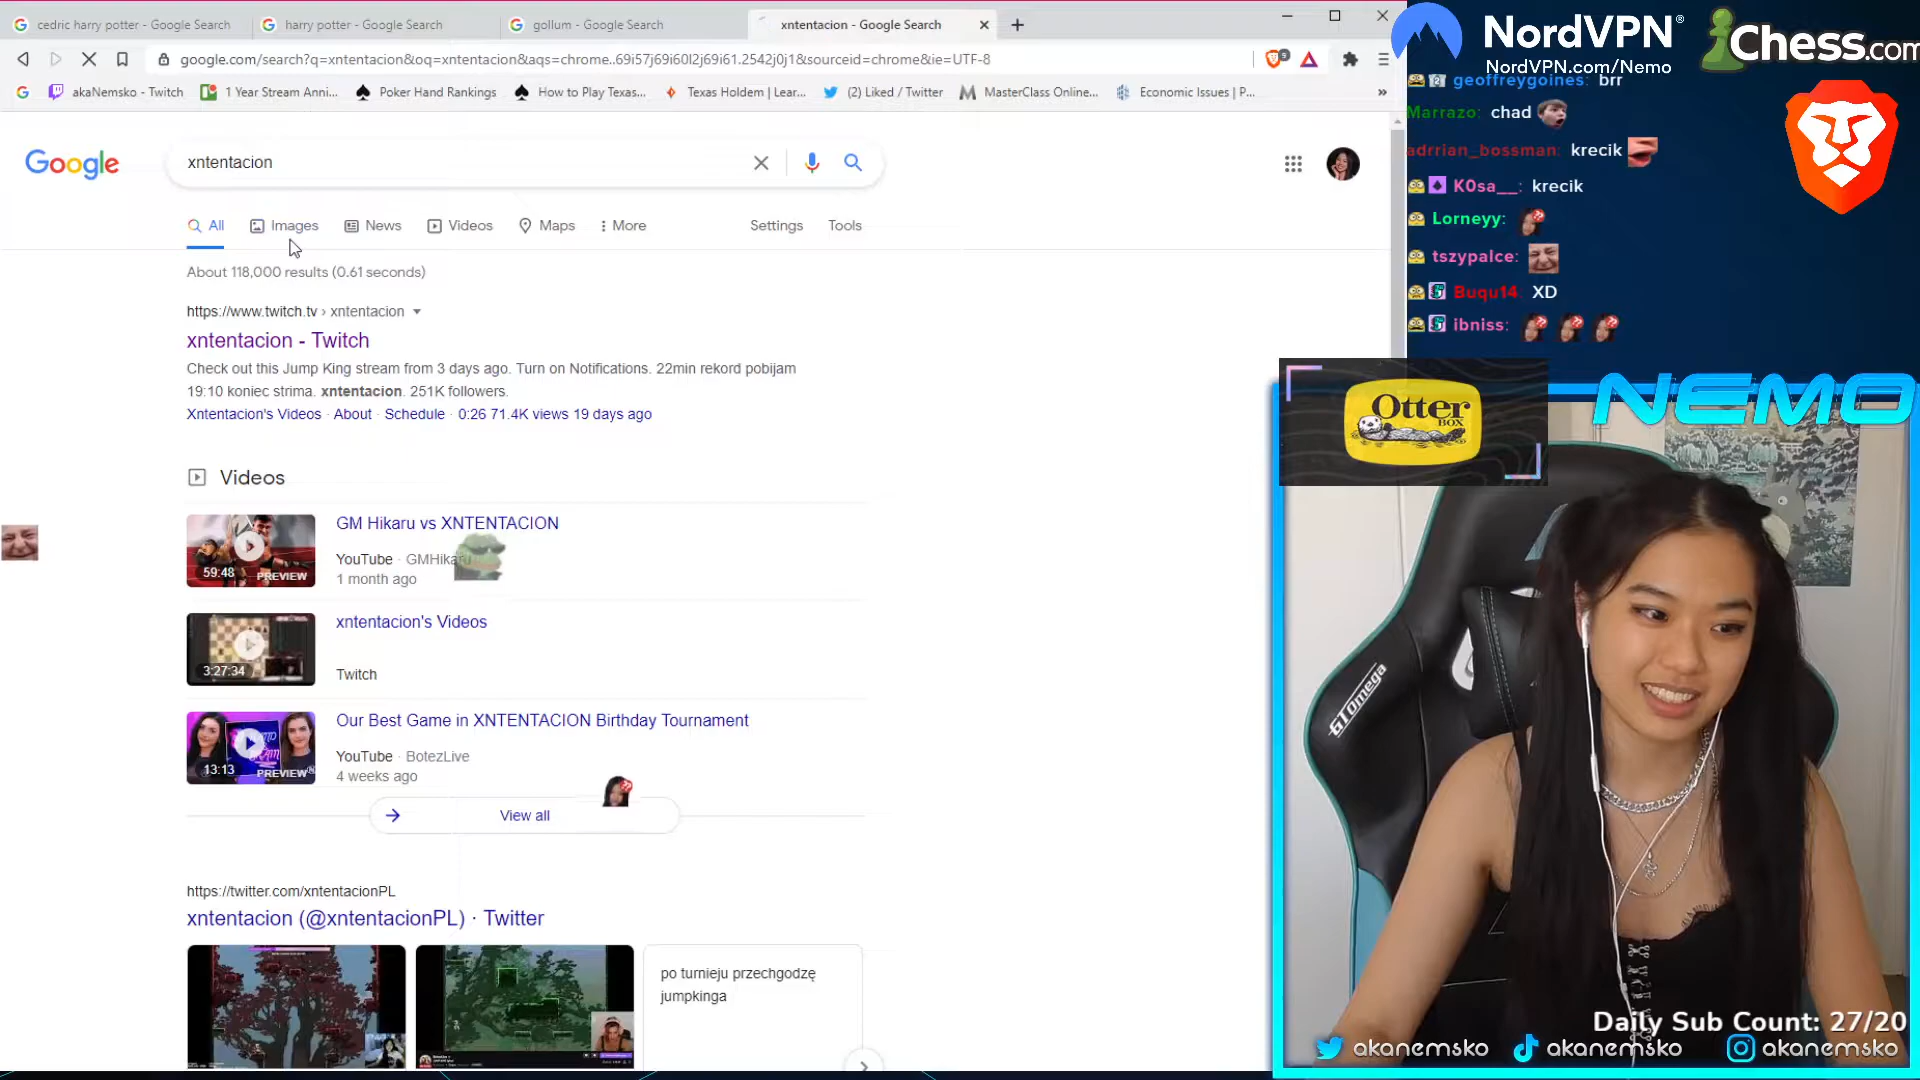 cedric harry potter - Google Search
harry potter - Google Search
gollum - Google Search
xntentacion - Google Search
google.com/search?q=xntentacion&oq=xntentacion&aqs=chrome..69i57j69i60l2j69i61.2542j0j1&sourceid=chrome&ie=UTF-8
akaNemsko - Twitch
1 Year Stream Anni...
Poker Hand Rankings
How to Play Texas...
Texas Holdem | Lear...
(2) Liked / Twitter
MasterClass Online...
Economic Issues | P...
»
Google
xntentacion
All
Images
News
Videos
Maps
More
Settings
Tools
About 118,000 results (0.61 seconds)
https://www.twitch.tv › xntentacion
xntentacion - Twitch
Check out this Jump King stream from 3 days ago. Turn on Notifications. 22min rekord pobijam
19:10 koniec strima. xntentacion. 251K followers.
Xntentacion's Videos · About · Schedule · 0:26 71.4K views 19 days ago
Videos
GM Hikaru vs XNTENTACION
YouTube · GMHikaru
1 month ago
59:48
PREVIEW
xntentacion's Videos
Twitch
3:27:34
Our Best Game in XNTENTACION Birthday Tournament
YouTube · BotezLive
4 weeks ago
13:13
PREVIEW
View all
https://twitter.com/xntentacionPL
xntentacion (@xntentacionPL) · Twitter
po turnieju przechgodzę
jumpkinga
NordVPN®
NordVPN.com/Nemo
Chess.com
geoffreygoines: brr
Marrazo: chad
adrrian_bossman: krecik
K0sa__: krecik
Lorneyy:
tszypalce:
Buqu14: XD
ibniss:
Otter
BOX
NEMO
GTOmega
Daily Sub Count: 27/20
akanemsko
akanemsko
akanemsko